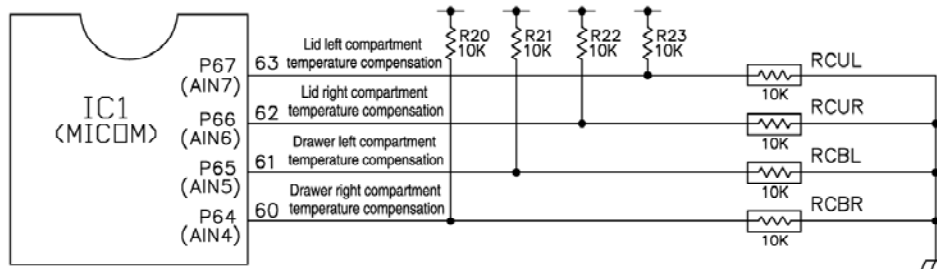 R20
10K
R21
10K
R22
10K
R23
10K
IC1
(MICOM)
P67
(AIN7)
63
Lid left compartment
temperature compensation
RCUL
10K
P66
(AIN6)
62
Lid right compartment
temperature compensation
RCUR
10K
P65
(AIN5)
61
Drawer left compartment
temperature compensation
RCBL
10K
P64
(AIN4)
60
Drawer right compartment
temperature compensation
RCBR
10K